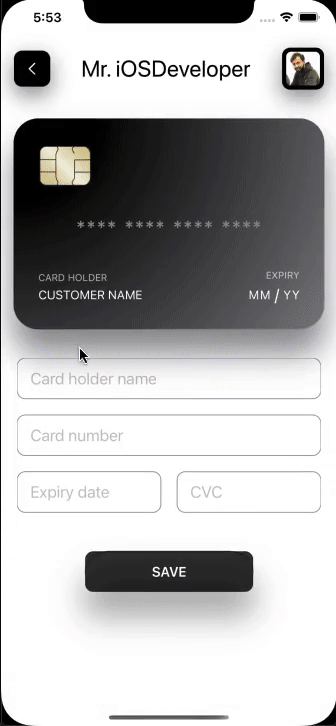 5:53
Mr. iOSDeveloper
**** **** **** ****
CARD HOLDER
EXPIRY
CUSTOMER NAME
MM / YY
Card holder name
Card number
Expiry date
CVC
SAVE